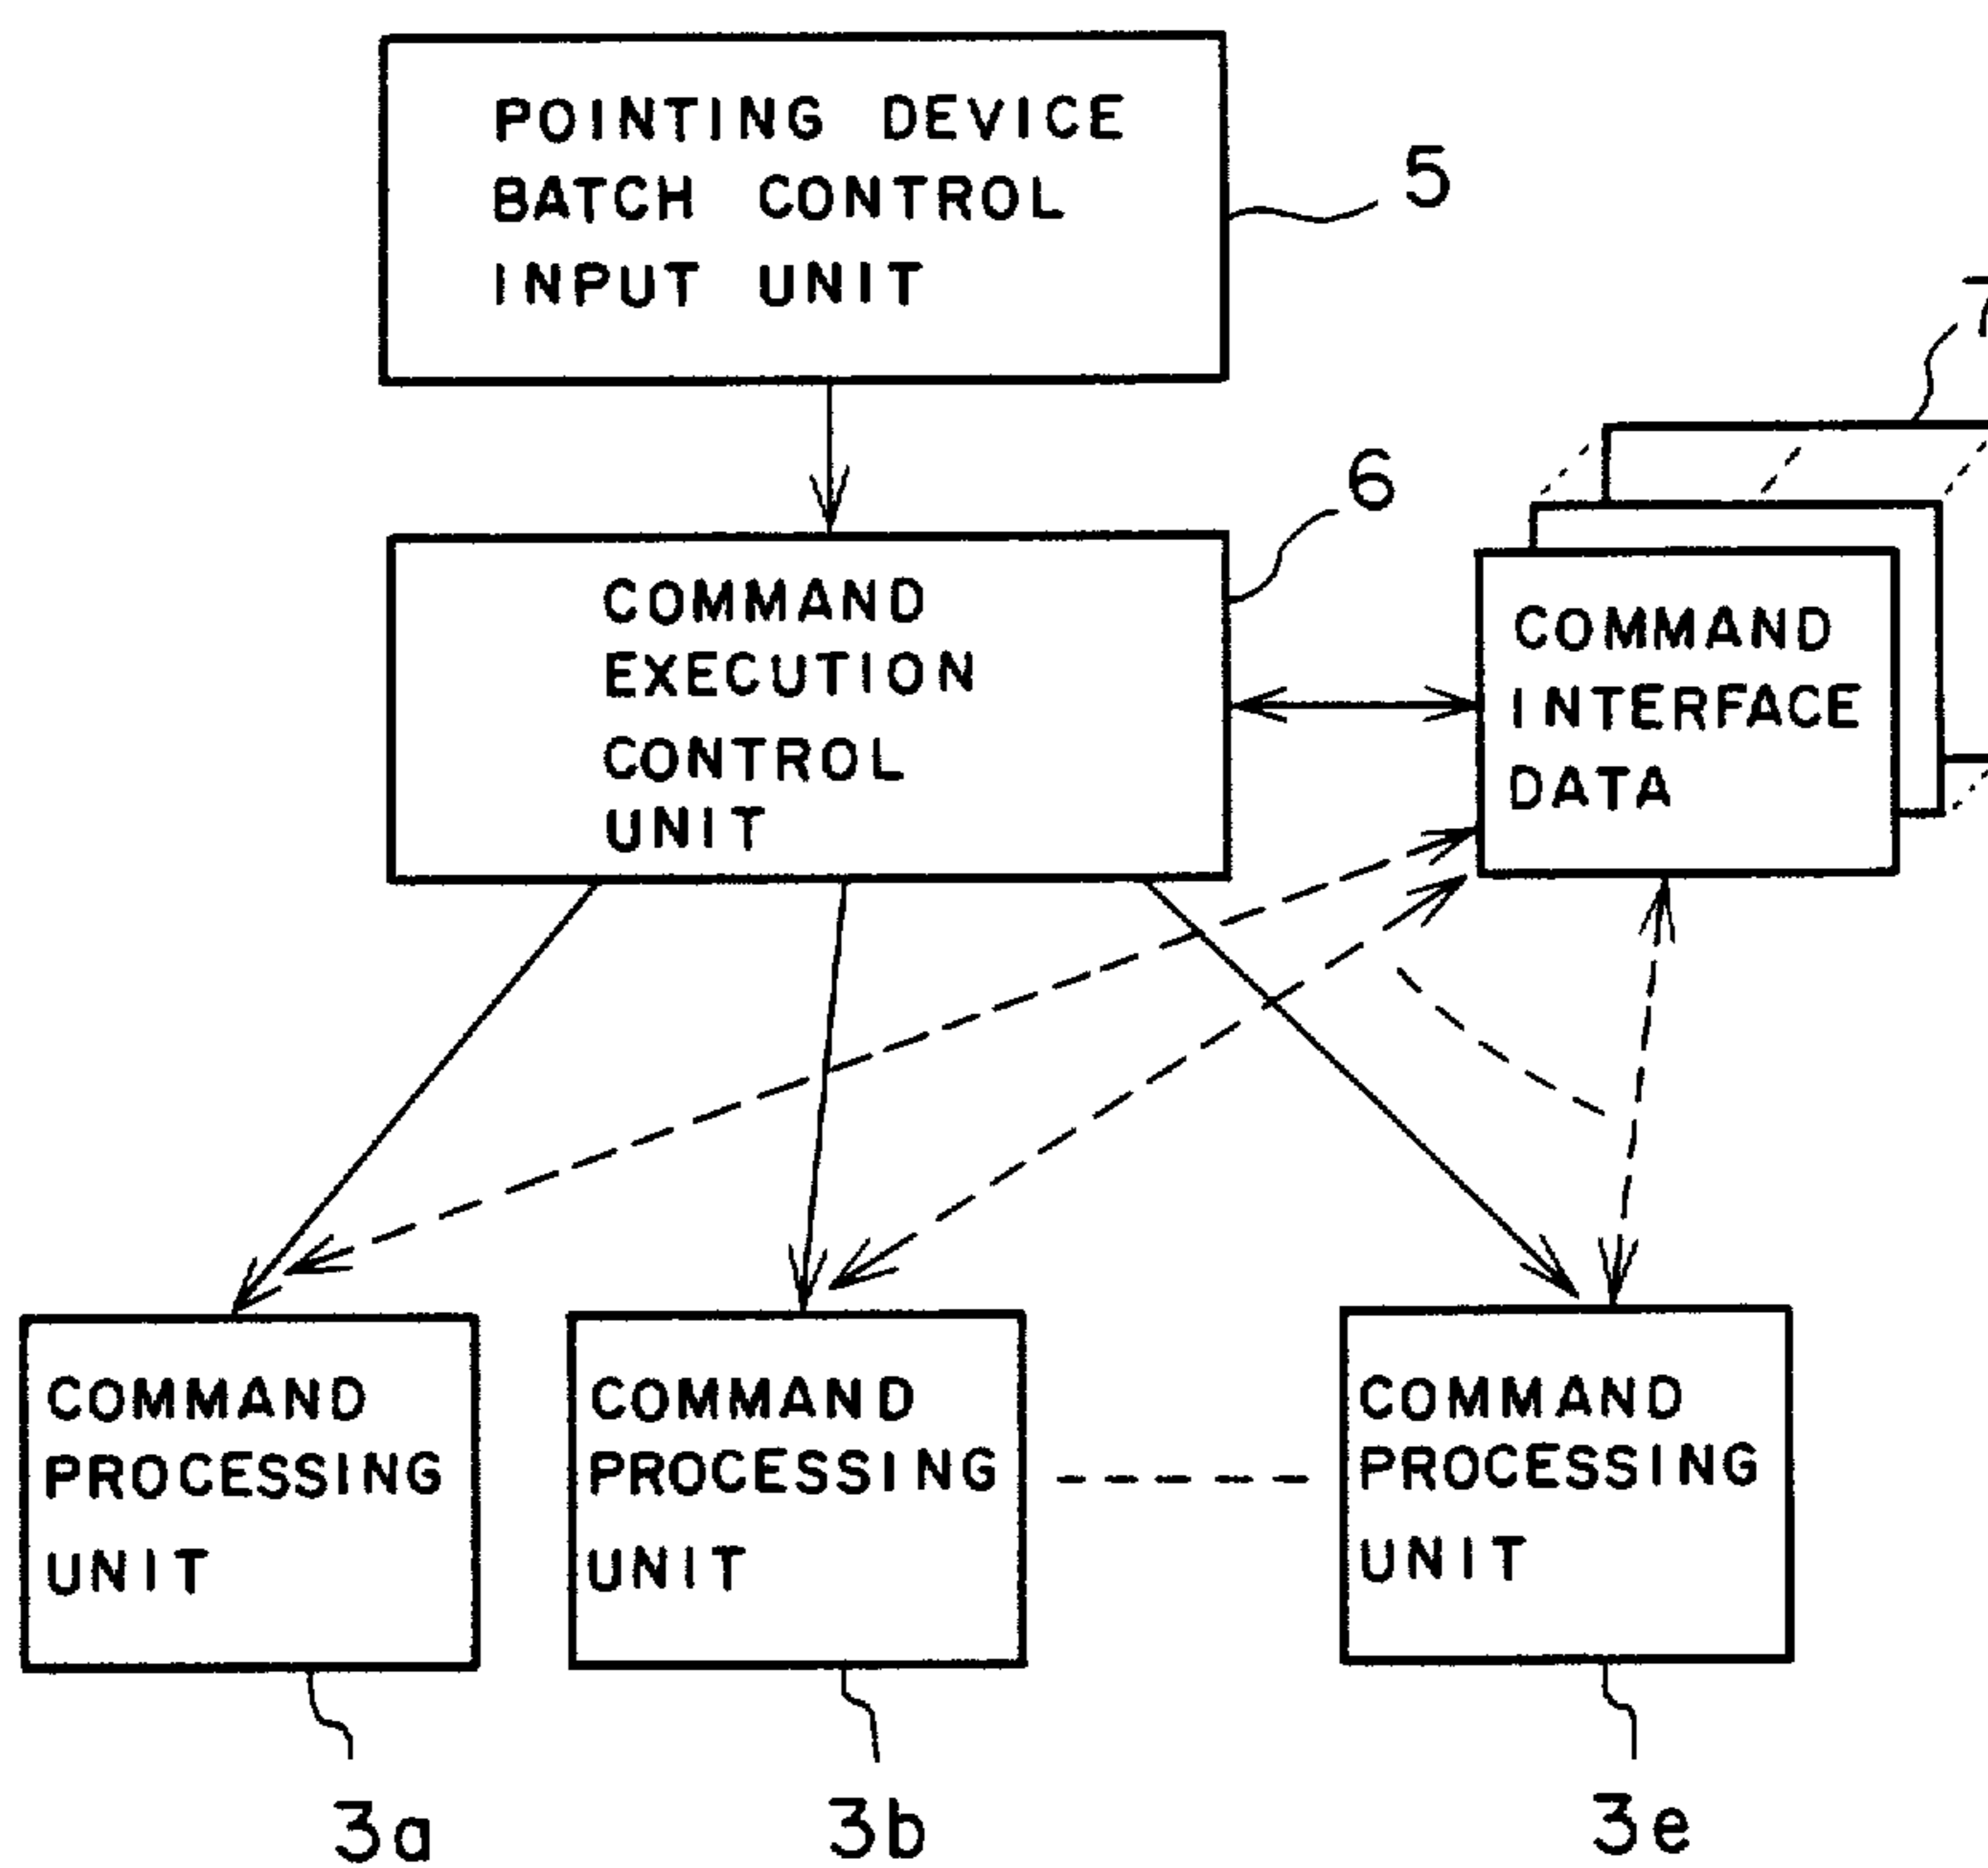 POINTING DEVICE
BATCH CONTROL
INPUT UNIT
5
7
COMMAND
EXECUTION
CONTROL
UNIT
6
COMMAND
INTERFACE
DATA
COMMAND
PROCESSING
UNIT
COMMAND
PROCESSING
UNIT
COMMAND
PROCESSING
UNIT
3a
3b
3e